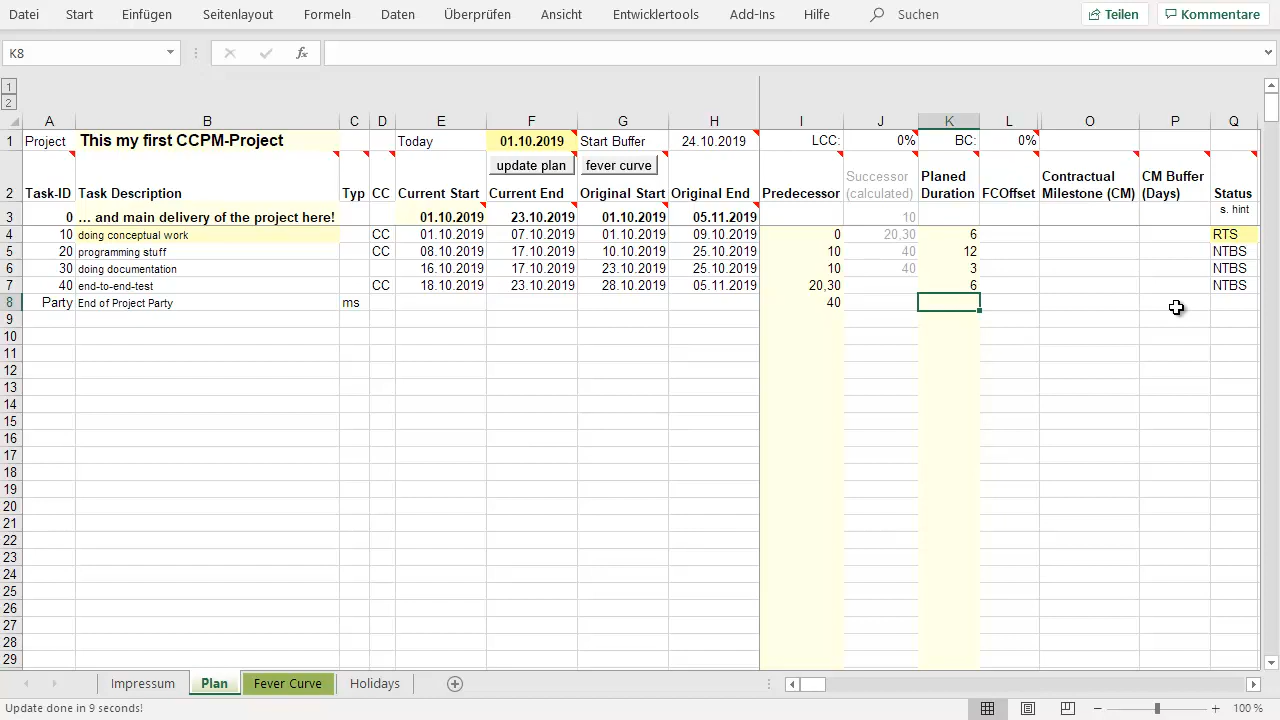 Datei Start Einfügen Seitenlayout Formeln Daten Überprüfen Ansicht Entwicklertools Add-Ins Hilfe Suchen Teilen Kommentare
K8 fx
1
2
A B C D E F G H I J K L O P Q
1 Project This my first CCPM-Project Today 01.10.2019 Start Buffer 24.10.2019 LCC: 0% BC: 0%
update plan fever curve
Successor Planed Contractual CM Buffer
2 Task-ID Task Description Typ CC Current Start Current End Original Start Original End Predecessor (calculated) Duration FCOffset Milestone (CM) (Days) Status
3 0 ... and main delivery of the project here! 01.10.2019 23.10.2019 01.10.2019 05.11.2019 10 s. hint
4 10 doing conceptual work CC 01.10.2019 07.10.2019 01.10.2019 09.10.2019 0 20,30 6 RTS
5 20 programming stuff CC 08.10.2019 17.10.2019 10.10.2019 25.10.2019 10 40 12 NTBS
6 30 doing documentation 16.10.2019 17.10.2019 23.10.2019 25.10.2019 10 40 3 NTBS
7 40 end-to-end-test CC 18.10.2019 23.10.2019 28.10.2019 05.11.2019 20,30 6 NTBS
8 Party End of Project Party ms 40
9
10
11
12
13
14
15
16
17
18
19
20
21
22
23
24
25
26
27
28
29
Impressum Plan Fever Curve Holidays
Update done in 9 seconds! 100 %